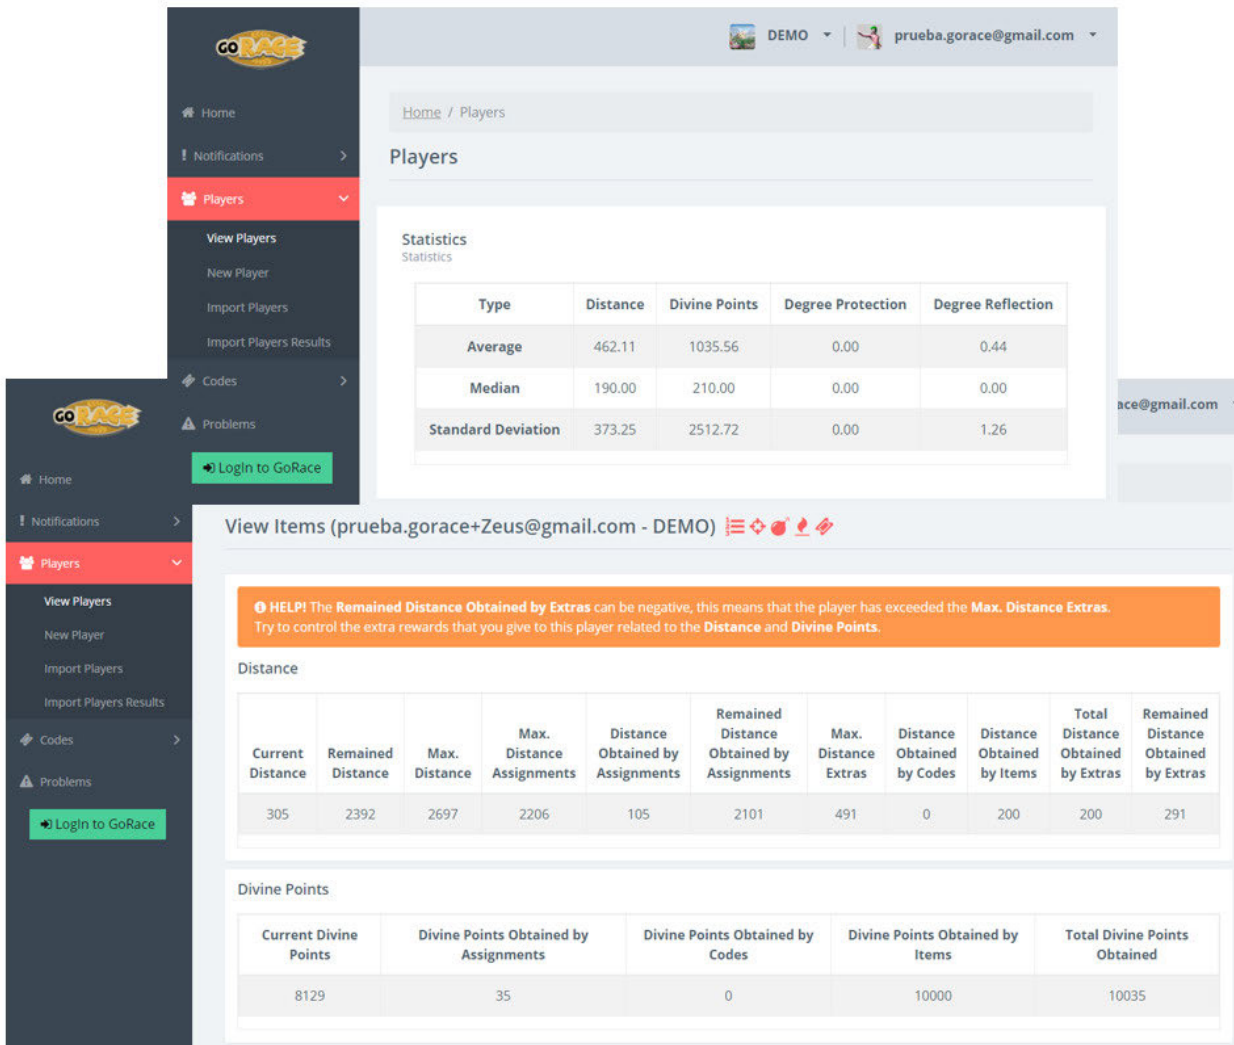 GO RACE
DEMO
prueba.gorace@gmail.com
Home
Notifications
Players
View Players
New Player
Import Players
Import Players Results
Codes
Problems
LogIn to GoRace
Home / Players
Players
Statistics
Statistics
Type Distance Divine Points Degree Protection Degree Reflection
Average 462.11 1035.56 0.00 0.44
Median 190.00 210.00 0.00 0.00
Standard Deviation 373.25 2512.72 0.00 1.26
ace@gmail.com
GO RACE
Home
Notifications
Players
View Players
New Player
Import Players
Import Players Results
Codes
Problems
LogIn to GoRace
View Items (prueba.gorace+Zeus@gmail.com - DEMO)
HELP! The Remained Distance Obtained by Extras can be negative, this means that the player has exceeded the Max. Distance Extras.
Try to control the extra rewards that you give to this player related to the Distance and Divine Points.
Distance
Current Distance Remained Distance Max. Distance Max. Distance Assignments Distance Obtained by Assignments Remained Distance Obtained by Assignments Max. Distance Extras Distance Obtained by Codes Distance Obtained by Items Total Distance Obtained by Extras Remained Distance Obtained by Extras
305 2392 2697 2206 105 2101 491 0 200 200 291
Divine Points
Current Divine Points Divine Points Obtained by Assignments Divine Points Obtained by Codes Divine Points Obtained by Items Total Divine Points Obtained
8129 35 0 10000 10035